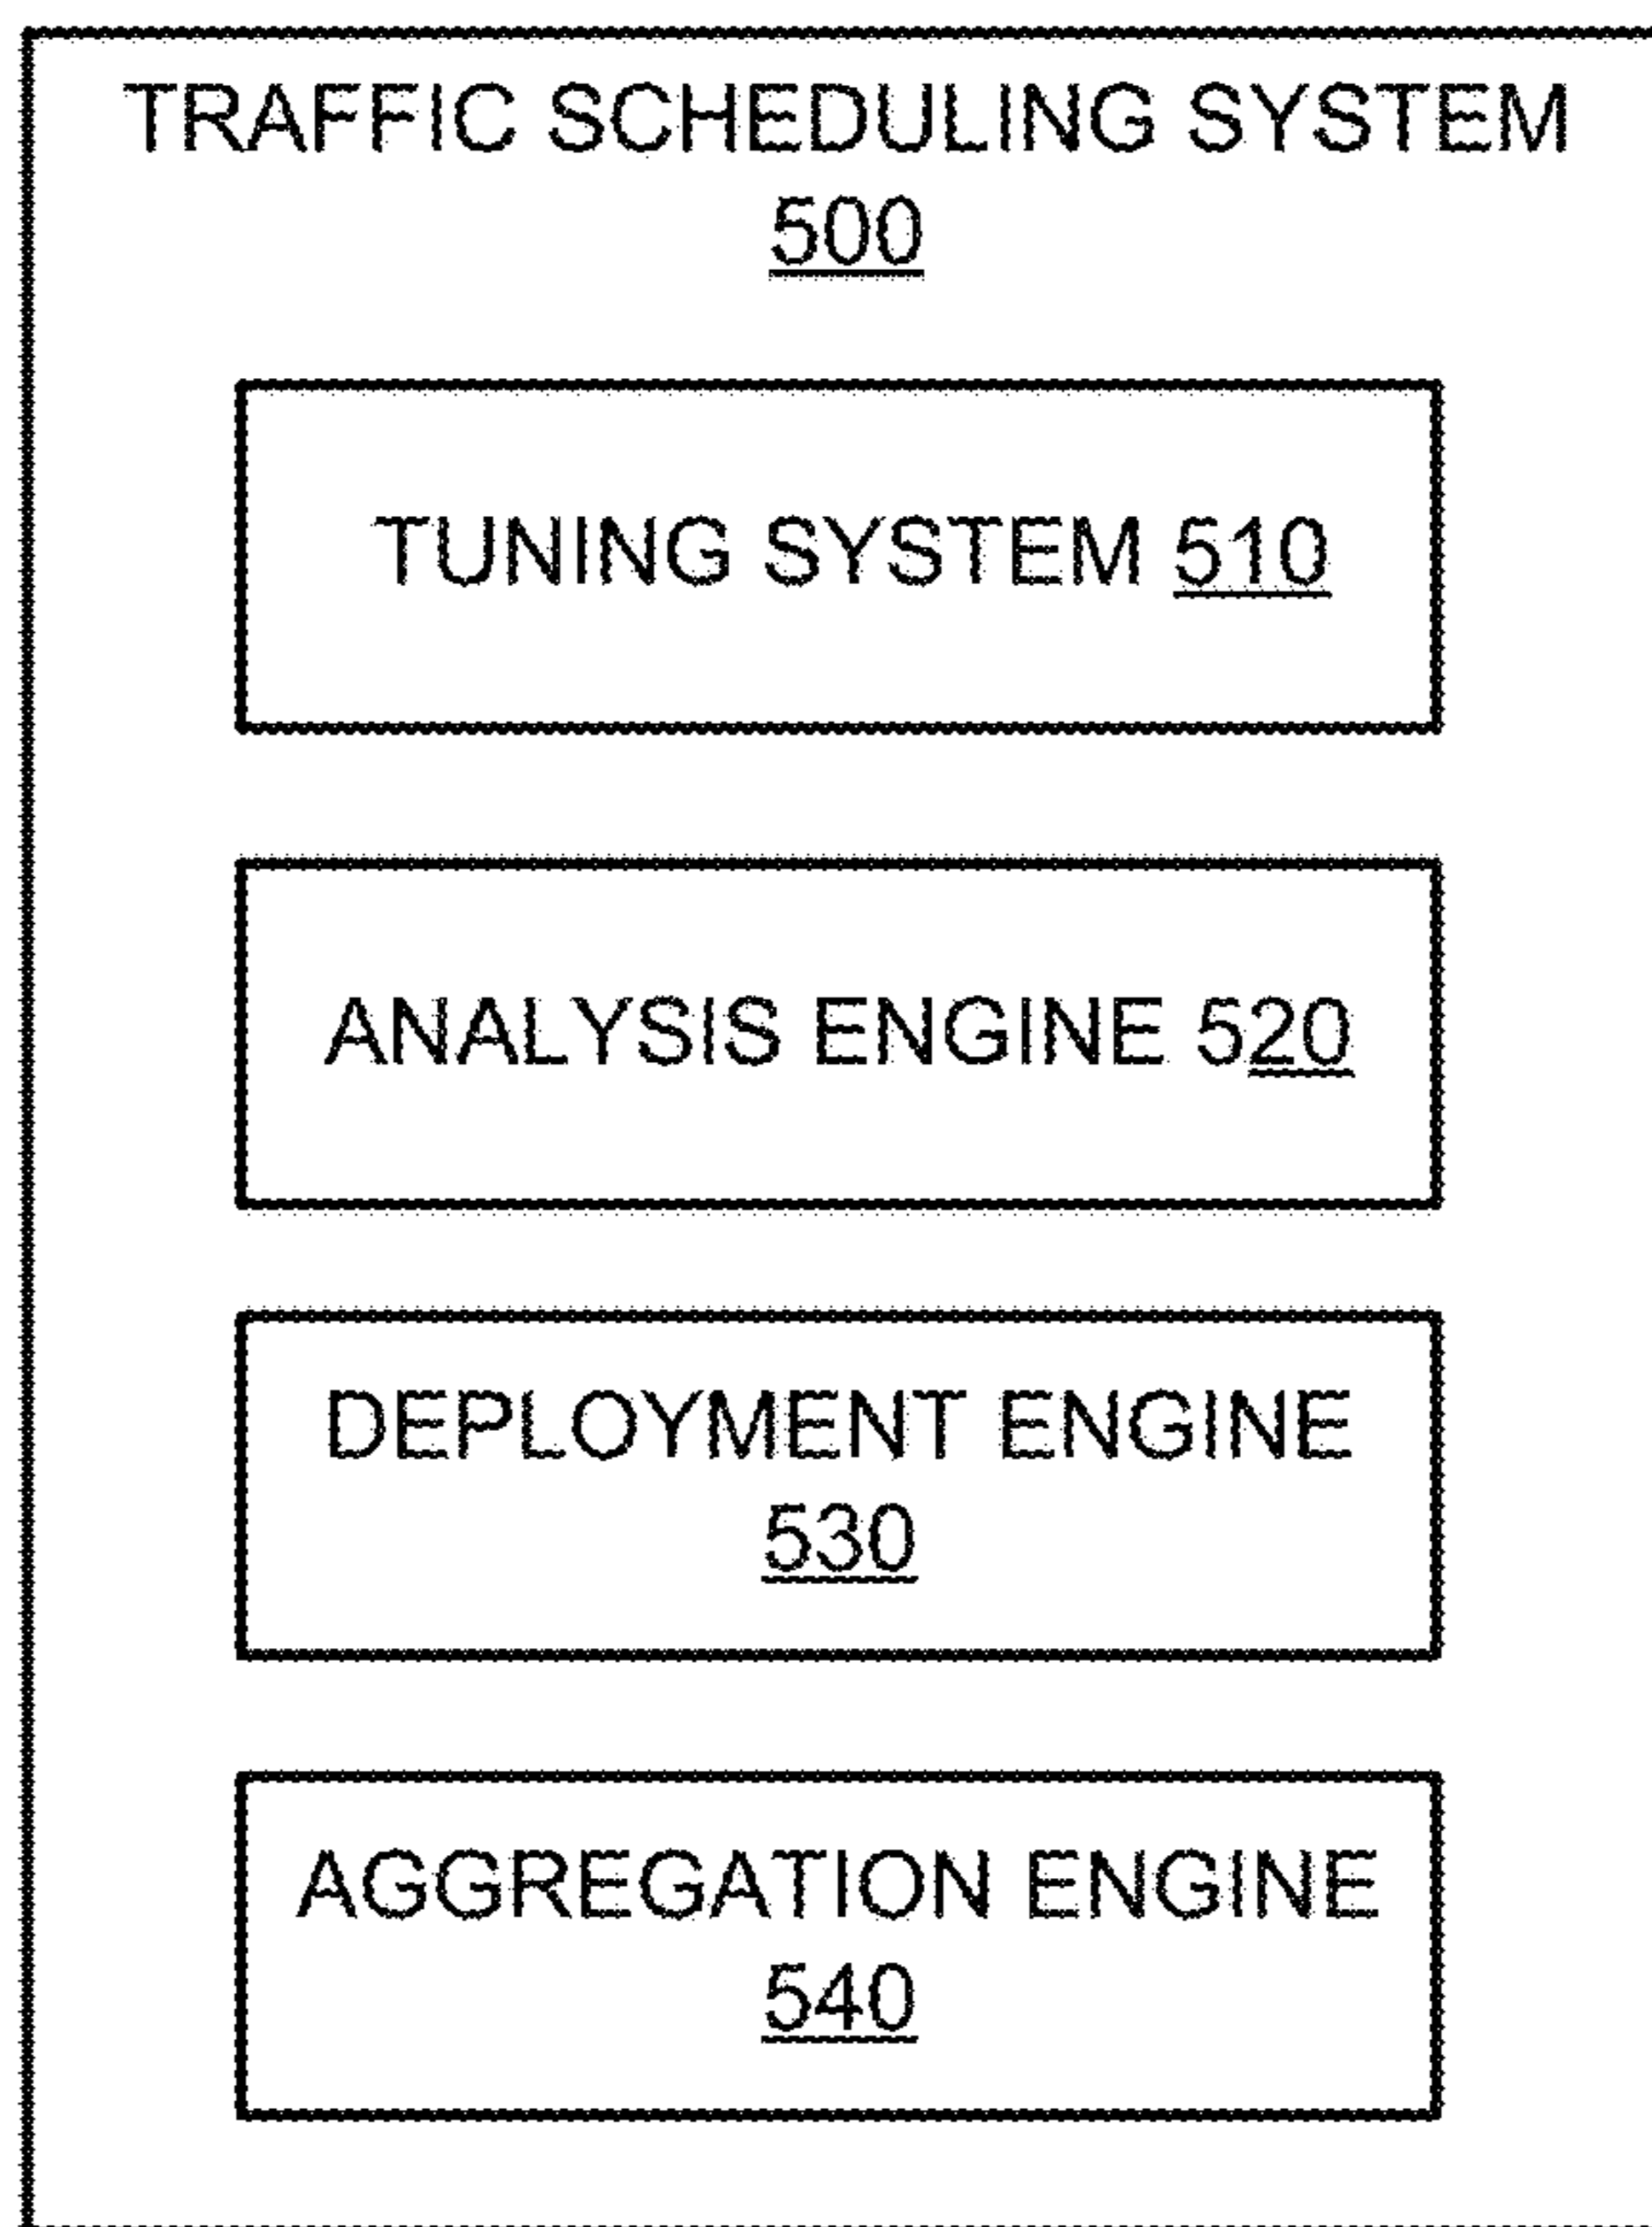 TRAFFIC SCHEDULING SYSTEM
500
TUNING SYSTEM 510
ANALYSIS ENGINE 520
DEPLOYMENT ENGINE
530
AGGREGATION ENGINE
540